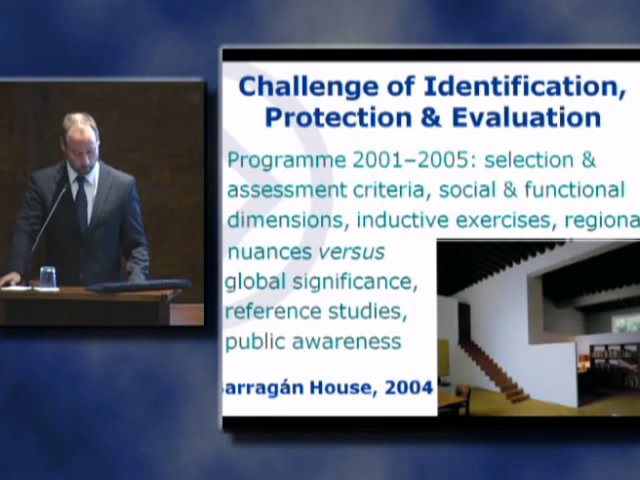 Challenge of Identification,
Protection & Evaluation
Programme 2001–2005: selection &
assessment criteria, social & functional
dimensions, inductive exercises, regiona
nuances versus
global significance,
reference studies,
public awareness
arragán House, 2004